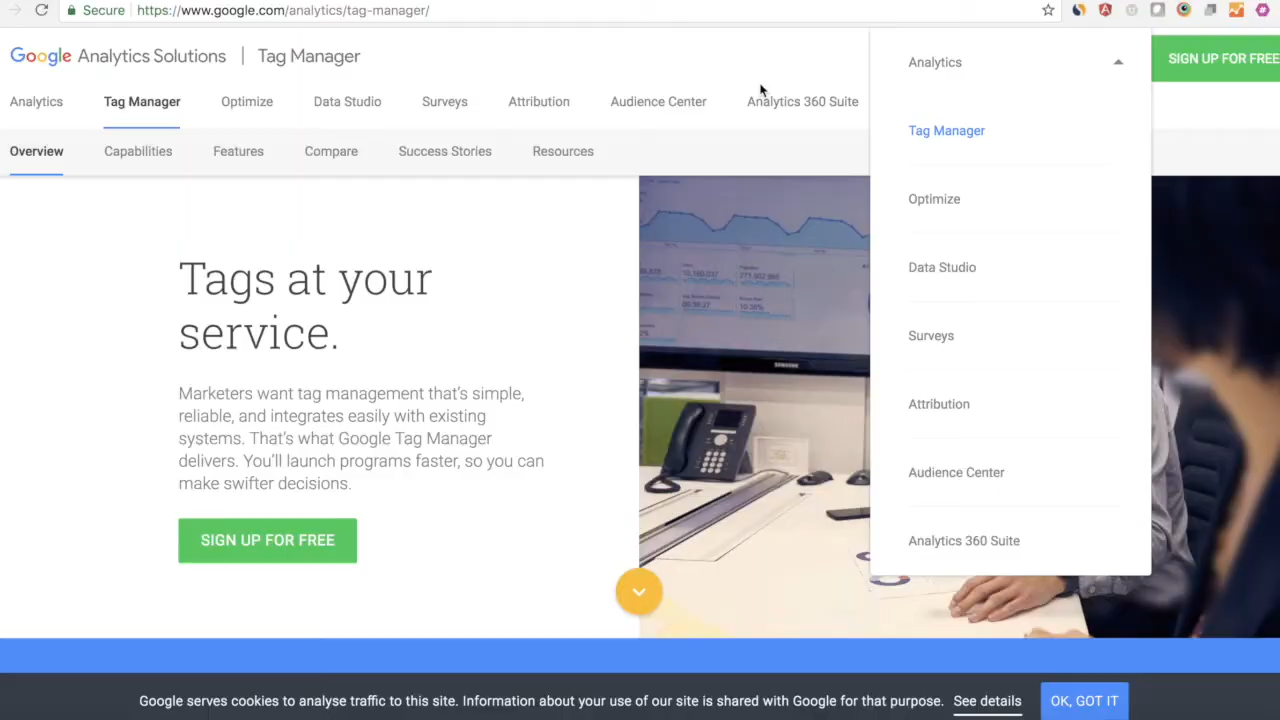 Secure https://www.google.com/analytics/tag-manager/
Google Analytics Solutions | Tag Manager
SIGN UP FOR FREE
Analytics Tag Manager Optimize Data Studio Surveys Attribution Audience Center Analytics 360 Suite
Overview Capabilities Features Compare Success Stories Resources
Analytics
Tag Manager
Optimize
Data Studio
Surveys
Attribution
Audience Center
Analytics 360 Suite
Tags at your
service.
Marketers want tag management that's simple,
reliable, and integrates easily with existing
systems. That's what Google Tag Manager
delivers. You'll launch programs faster, so you can
make swifter decisions.
SIGN UP FOR FREE
SAMSUNG
Google serves cookies to analyse traffic to this site. Information about your use of our site is shared with Google for that purpose. See details OK, GOT IT